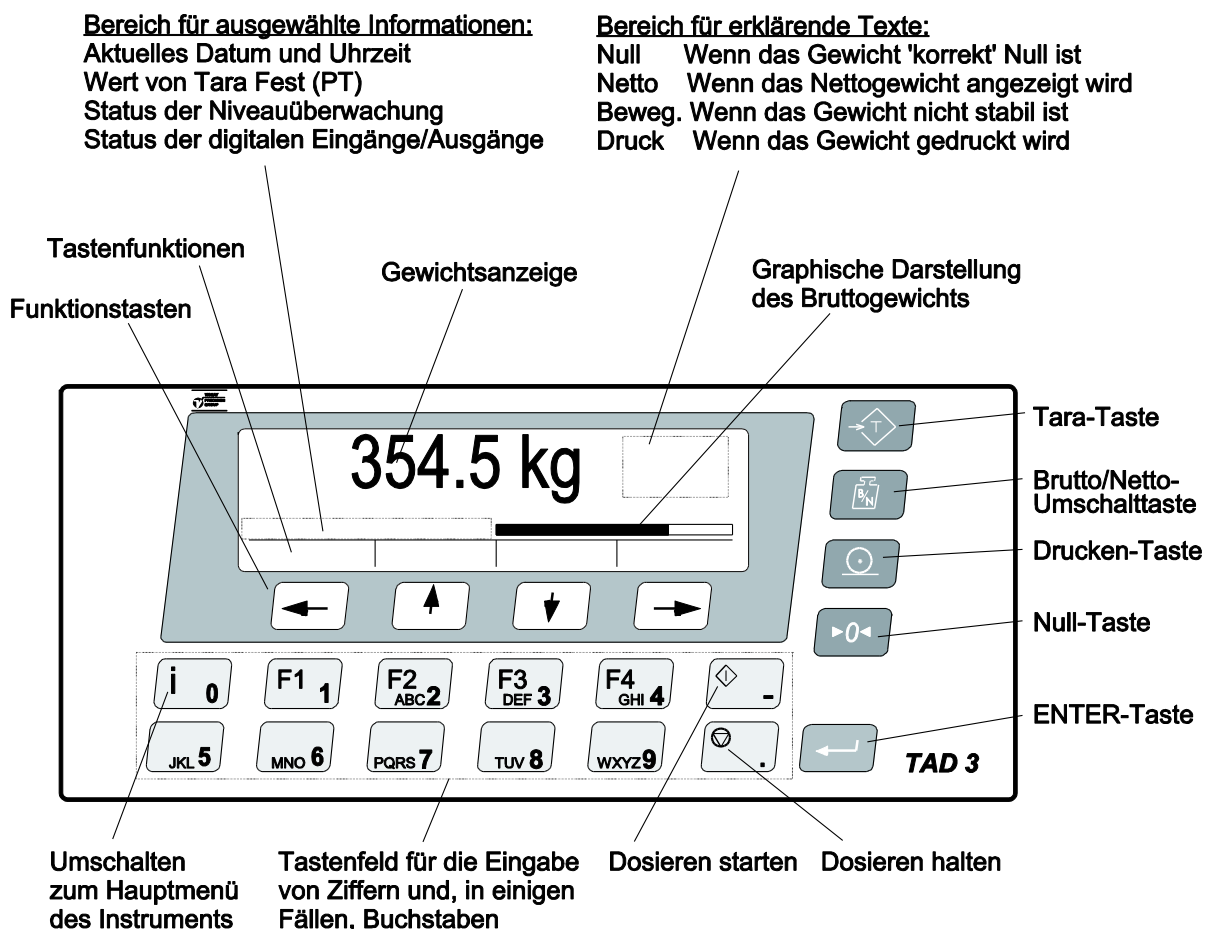 Bereich für ausgewählte Informationen:
Aktuelles Datum und Uhrzeit
Wert von Tara Fest (PT)
Status der Niveauüberwachung
Status der digitalen Eingänge/Ausgänge
Bereich für erklärende Texte:
Null Wenn das Gewicht 'korrekt' Null ist
Netto Wenn das Nettogewicht angezeigt wird
Beweg. Wenn das Gewicht nicht stabil ist
Druck Wenn das Gewicht gedruckt wird
Tastenfunktionen
Funktionstasten
Gewichtsanzeige
Graphische Darstellung
des Bruttogewichts
354.5 kg
T
Tara-Taste
B/N
Brutto/Netto-
Umschalttaste
Drucken-Taste
0
Null-Taste
i 0
F1 1
F2 ABC 2
F3 DEF 3
F4 GHI 4
-
JKL 5
MNO 6
PQRS 7
TUV 8
WXYZ 9
.
ENTER-Taste
TAD 3
Umschalten
zum Hauptmenü
des Instruments
Tastenfeld für die Eingabe
von Ziffern und, in einigen
Fällen, Buchstaben
Dosieren starten
Dosieren halten